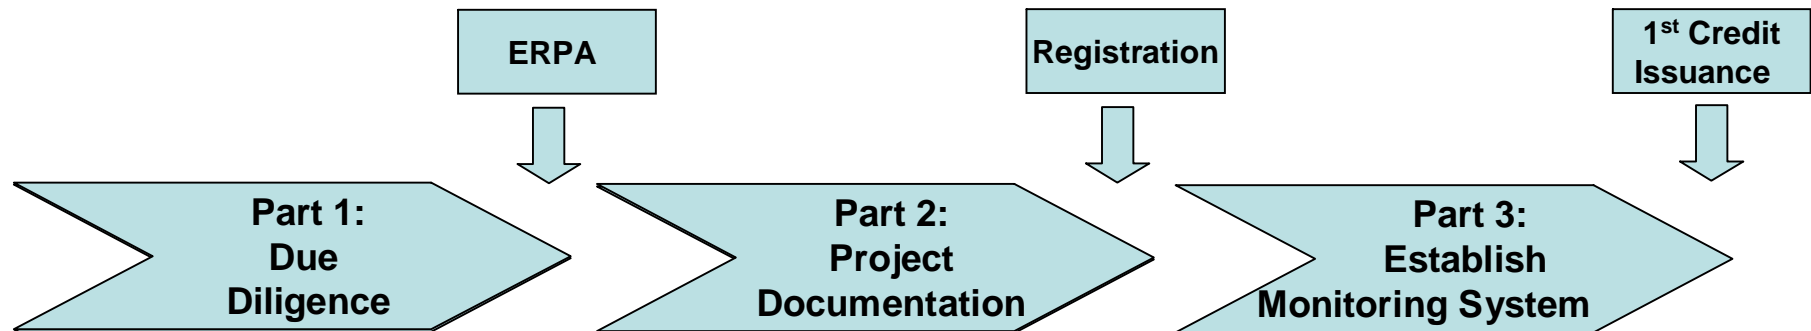 ERPA
Registration
1st Credit
Issuance
Part 1:
Due
Diligence
Part 2:
Project
Documentation
Part 3:
Establish
Monitoring System